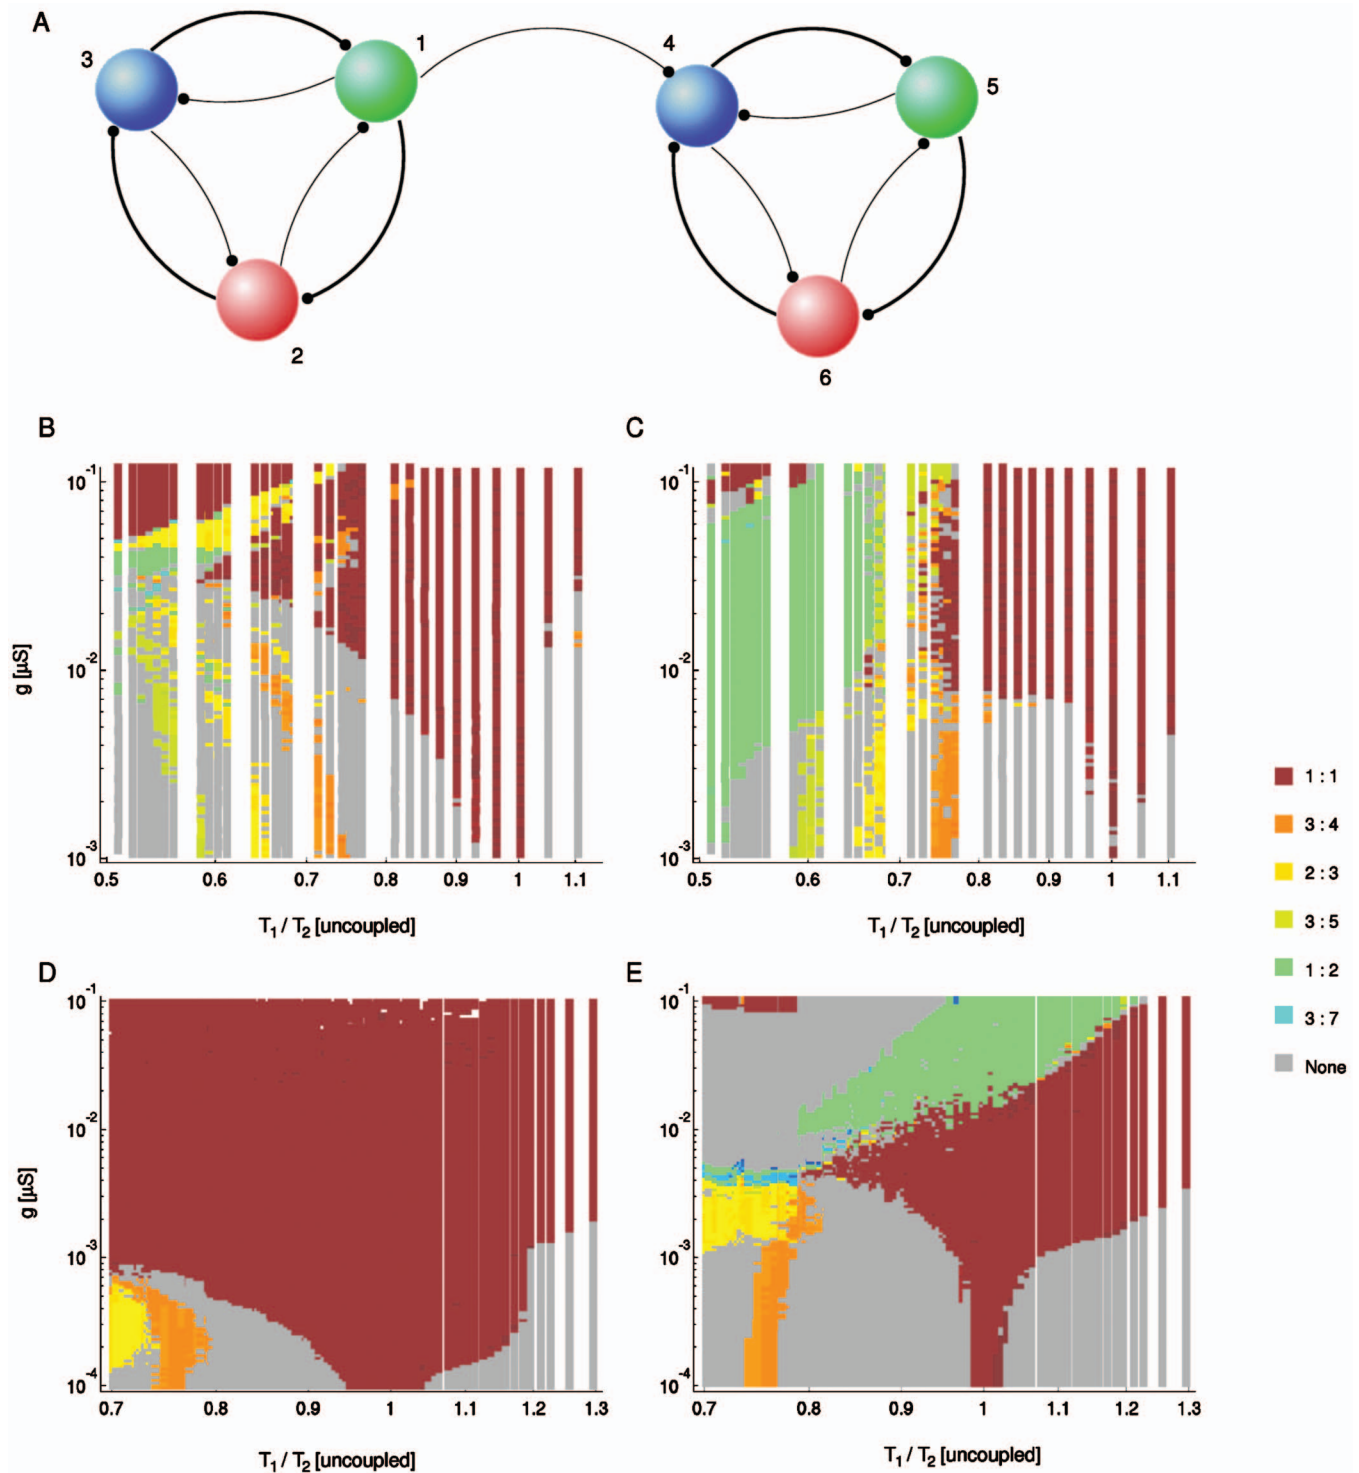 A
3
1
4
5
2
6
B
C
10⁻¹
10⁻²
10⁻³
g [µS]
0.5
0.6
0.7
0.8
0.9
1
1.1
T₁ / T₂ [uncoupled]
10⁻¹
10⁻²
10⁻³
0.5
0.6
0.7
0.8
0.9
1
1.1
T₁ / T₂ [uncoupled]
1 : 1
3 : 4
2 : 3
3 : 5
1 : 2
3 : 7
None
D
E
10⁻¹
10⁻²
10⁻³
10⁻⁴
g [µS]
0.7
0.8
0.9
1
1.1
1.2
1.3
T₁ / T₂ [uncoupled]
10⁻¹
10⁻²
10⁻³
10⁻⁴
0.7
0.8
0.9
1
1.1
1.2
1.3
T₁ / T₂ [uncoupled]